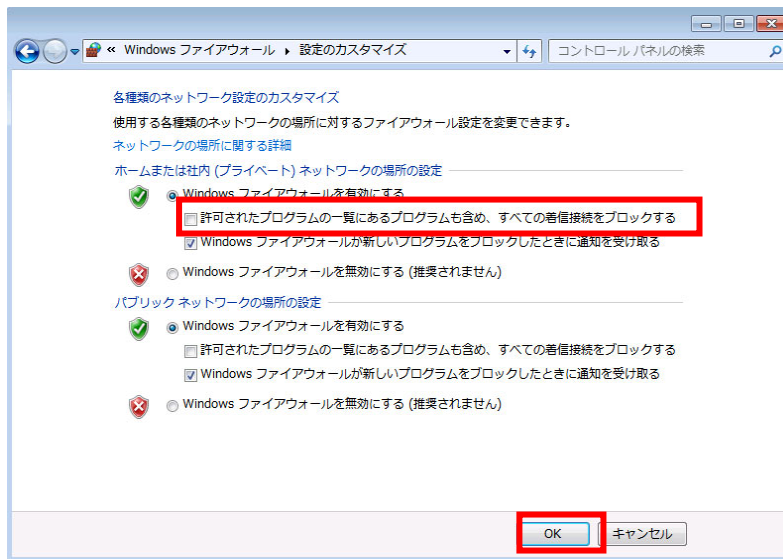 « Windows ファイアウォール ▸ 設定のカスタマイズ コントロール パネルの検索
各種類のネットワーク設定のカスタマイズ
使用する各種類のネットワークの場所に対するファイアウォール設定を変更できます。
ネットワークの場所に関する詳細
ホームまたは社内 (プライベート) ネットワークの場所の設定
Windows ファイアウォールを有効にする
許可されたプログラムの一覧にあるプログラムも含め、すべての着信接続をブロックする
Windows ファイアウォールが新しいプログラムをブロックしたときに通知を受け取る
Windows ファイアウォールを無効にする (推奨されません)
パブリック ネットワークの場所の設定
Windows ファイアウォールを有効にする
許可されたプログラムの一覧にあるプログラムも含め、すべての着信接続をブロックする
Windows ファイアウォールが新しいプログラムをブロックしたときに通知を受け取る
Windows ファイアウォールを無効にする (推奨されません)
OK キャンセル